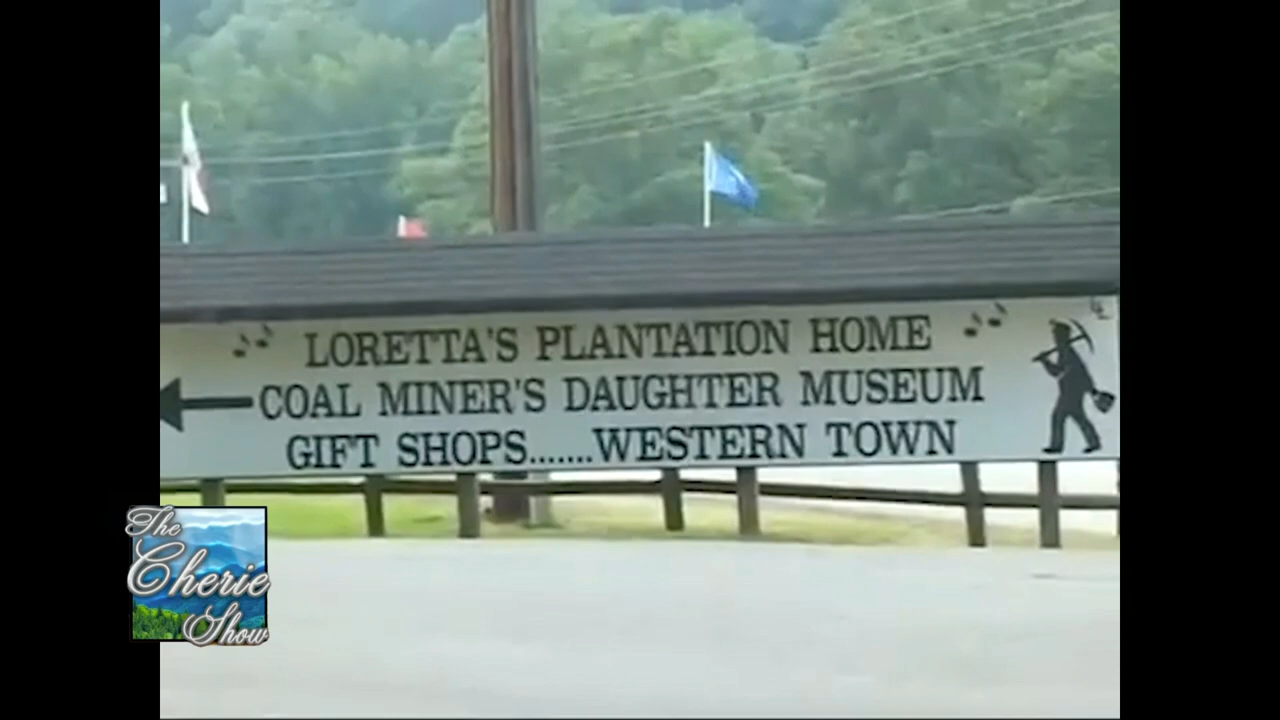 LORETTA'S PLANTATION HOME
COAL MINER'S DAUGHTER MUSEUM
GIFT SHOPS.......WESTERN TOWN
The
Cherie
Show